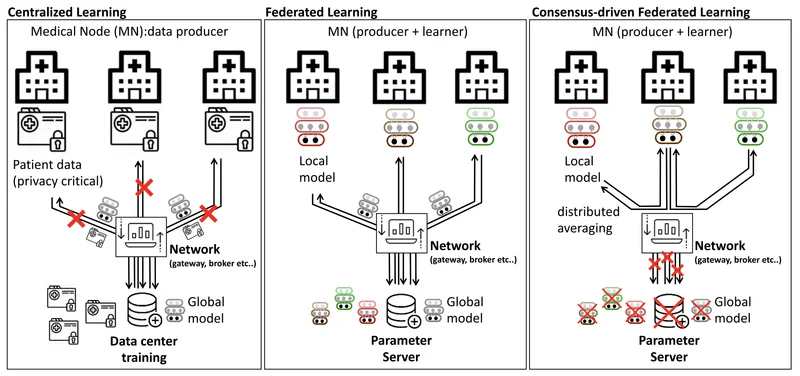 Centralized Learning
Medical Node (MN):data producer
Patient data
(privacy critical)
Network
(gateway, broker etc..)
Global
model
Data center
training
Federated Learning
MN (producer + learner)
Local
model
Network
(gateway, broker etc..)
Global
model
Parameter
Server
Consensus-driven Federated Learning
MN (producer + learner)
Local
model
distributed
averaging
Network
(gateway, broker etc..)
Global
model
Parameter
Server